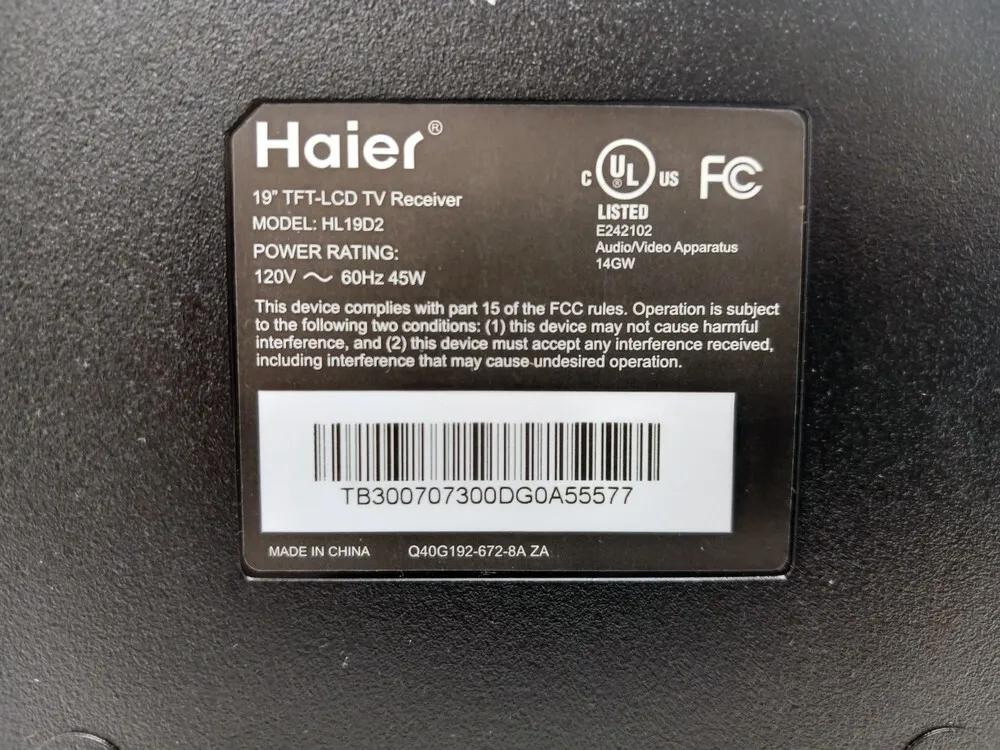 Haier®
19" TFT-LCD TV Receiver
MODEL: HL19D2
POWER RATING:
120V ~ 60Hz 45W
C UL® US FC
LISTED
E242102
Audio/Video Apparatus
14GW
This device complies with part 15 of the FCC rules. Operation is subject
to the following two conditions: (1) this device may not cause harmful
interference, and (2) this device must accept any interference received,
including interference that may cause undesired operation.
TB300707300DG0A55577
MADE IN CHINA Q40G192-672-8A ZA